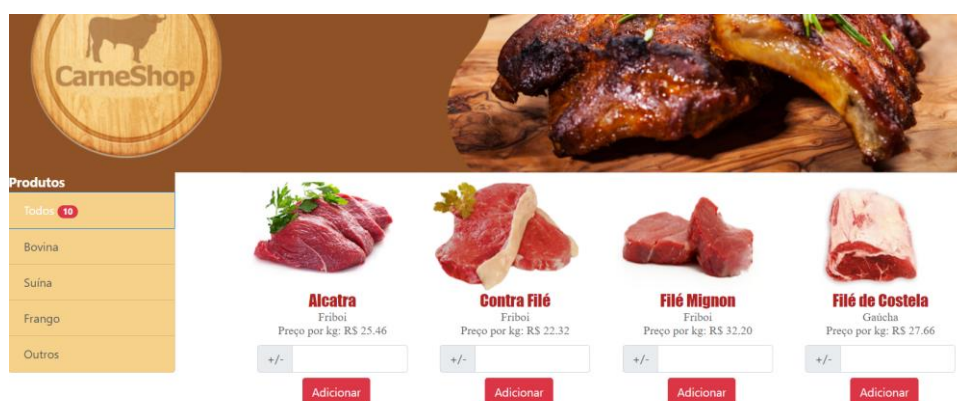 CarneShop
Produtos
Todos 10
Bovina
Suína
Frango
Outros
Alcatra
Friboi
Preço por kg: R$ 25.46
+/-
Adicionar
Contra Filé
Friboi
Preço por kg: R$ 22.32
+/-
Adicionar
Filé Mignon
Friboi
Preço por kg: R$ 32.20
+/-
Adicionar
Filé de Costela
Gaúcha
Preço por kg: R$ 27.66
+/-
Adicionar